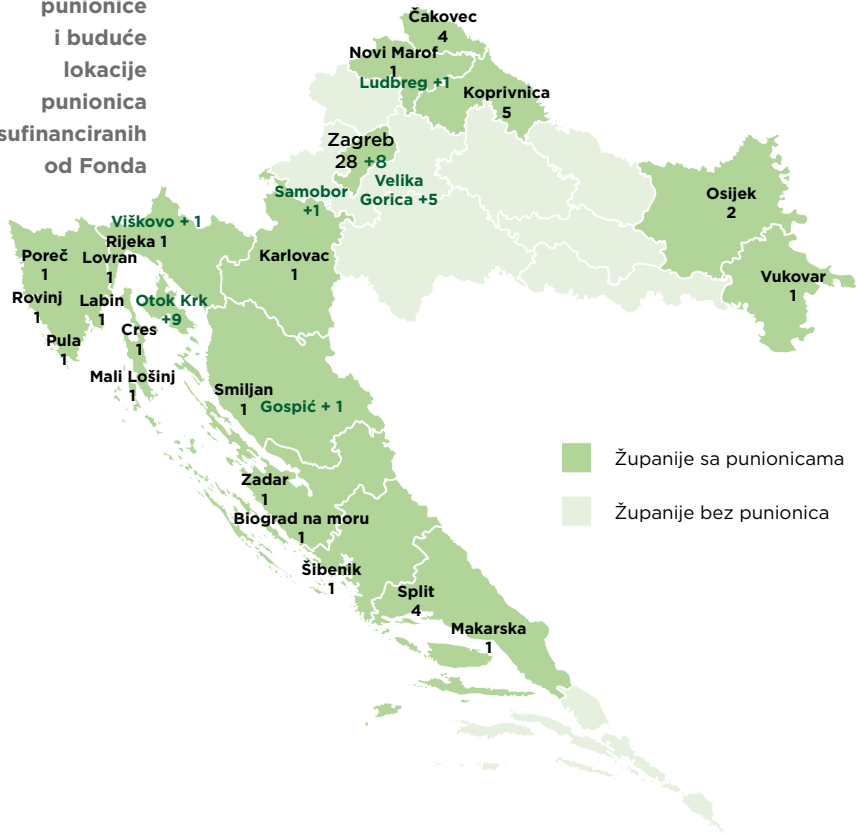 punionice
i buduće
lokacije
punionica
sufinanciranih
od Fonda
Čakovec
4
Novi Marof
1
Ludbreg +1
Koprivnica
5
Zagreb
28 +8
Samobor
+1
Velika
Gorica +5
Osijek
2
Vukovar
1
Viškovo + 1
Rijeka 1
Poreč
1
Lovran
1
Karlovac
1
Rovinj
1
Labin
1
Otok Krk
+9
Pula
1
Cres
1
Mali Lošinj
1
Smiljan
1
Gospić + 1
Županije sa punionicama
Županije bez punionica
Zadar
1
Biograd na moru
1
Šibenik
1
Split
4
Makarska
1